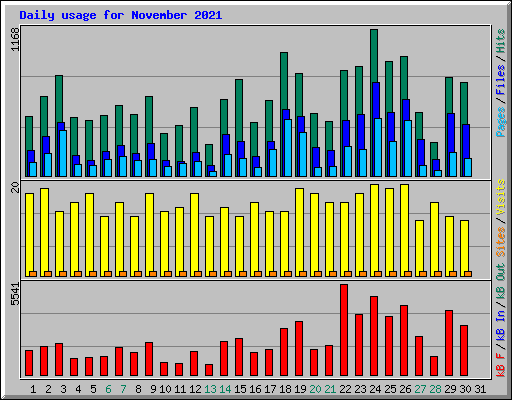 Daily usage for November 2021
1168
Pages / Files / Hits
20
Sites / Visits
5541
kB F / kB In / kB Out
1 2 3 4 5 6 7 8 9 10 11 12 13 14 15 16 17 18 19 20 21 22 23 24 25 26 27 28 29 30 31